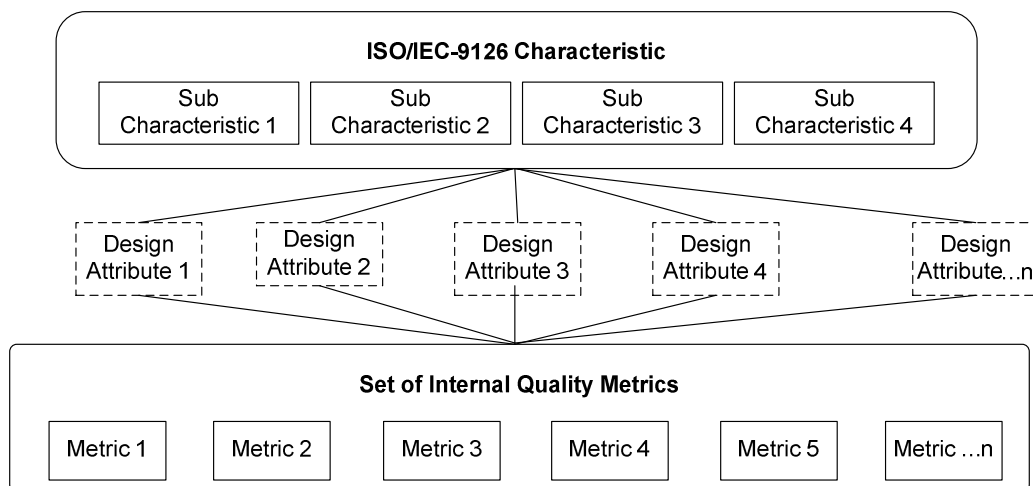 ISO/IEC-9126 Characteristic
Sub
Characteristic 1
Sub
Characteristic 2
Sub
Characteristic 3
Sub
Characteristic 4
Design
Attribute 1
Design
Attribute 2
Design
Attribute 3
Design
Attribute 4
Design
Attribute...n
Set of Internal Quality Metrics
Metric 1
Metric 2
Metric 3
Metric 4
Metric 5
Metric ...n